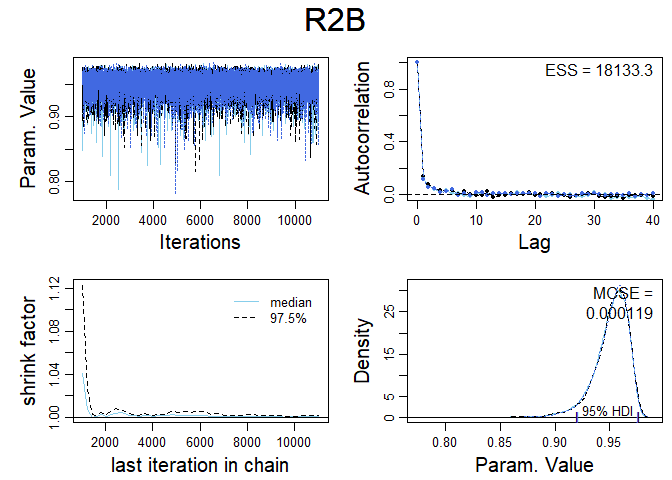 R2B
Param. Value
0.80
0.90
2000
4000
6000
8000
10000
Iterations
Autocorrelation
0.0
0.4
0.8
ESS = 18133.3
0
10
20
30
40
Lag
shrink factor
1.00
1.04
1.08
1.12
median
97.5%
2000
4000
6000
8000
10000
last iteration in chain
Density
0
5
15
25
MCSE =
0.000119
95% HDI
0.80
0.85
0.90
0.95
Param. Value